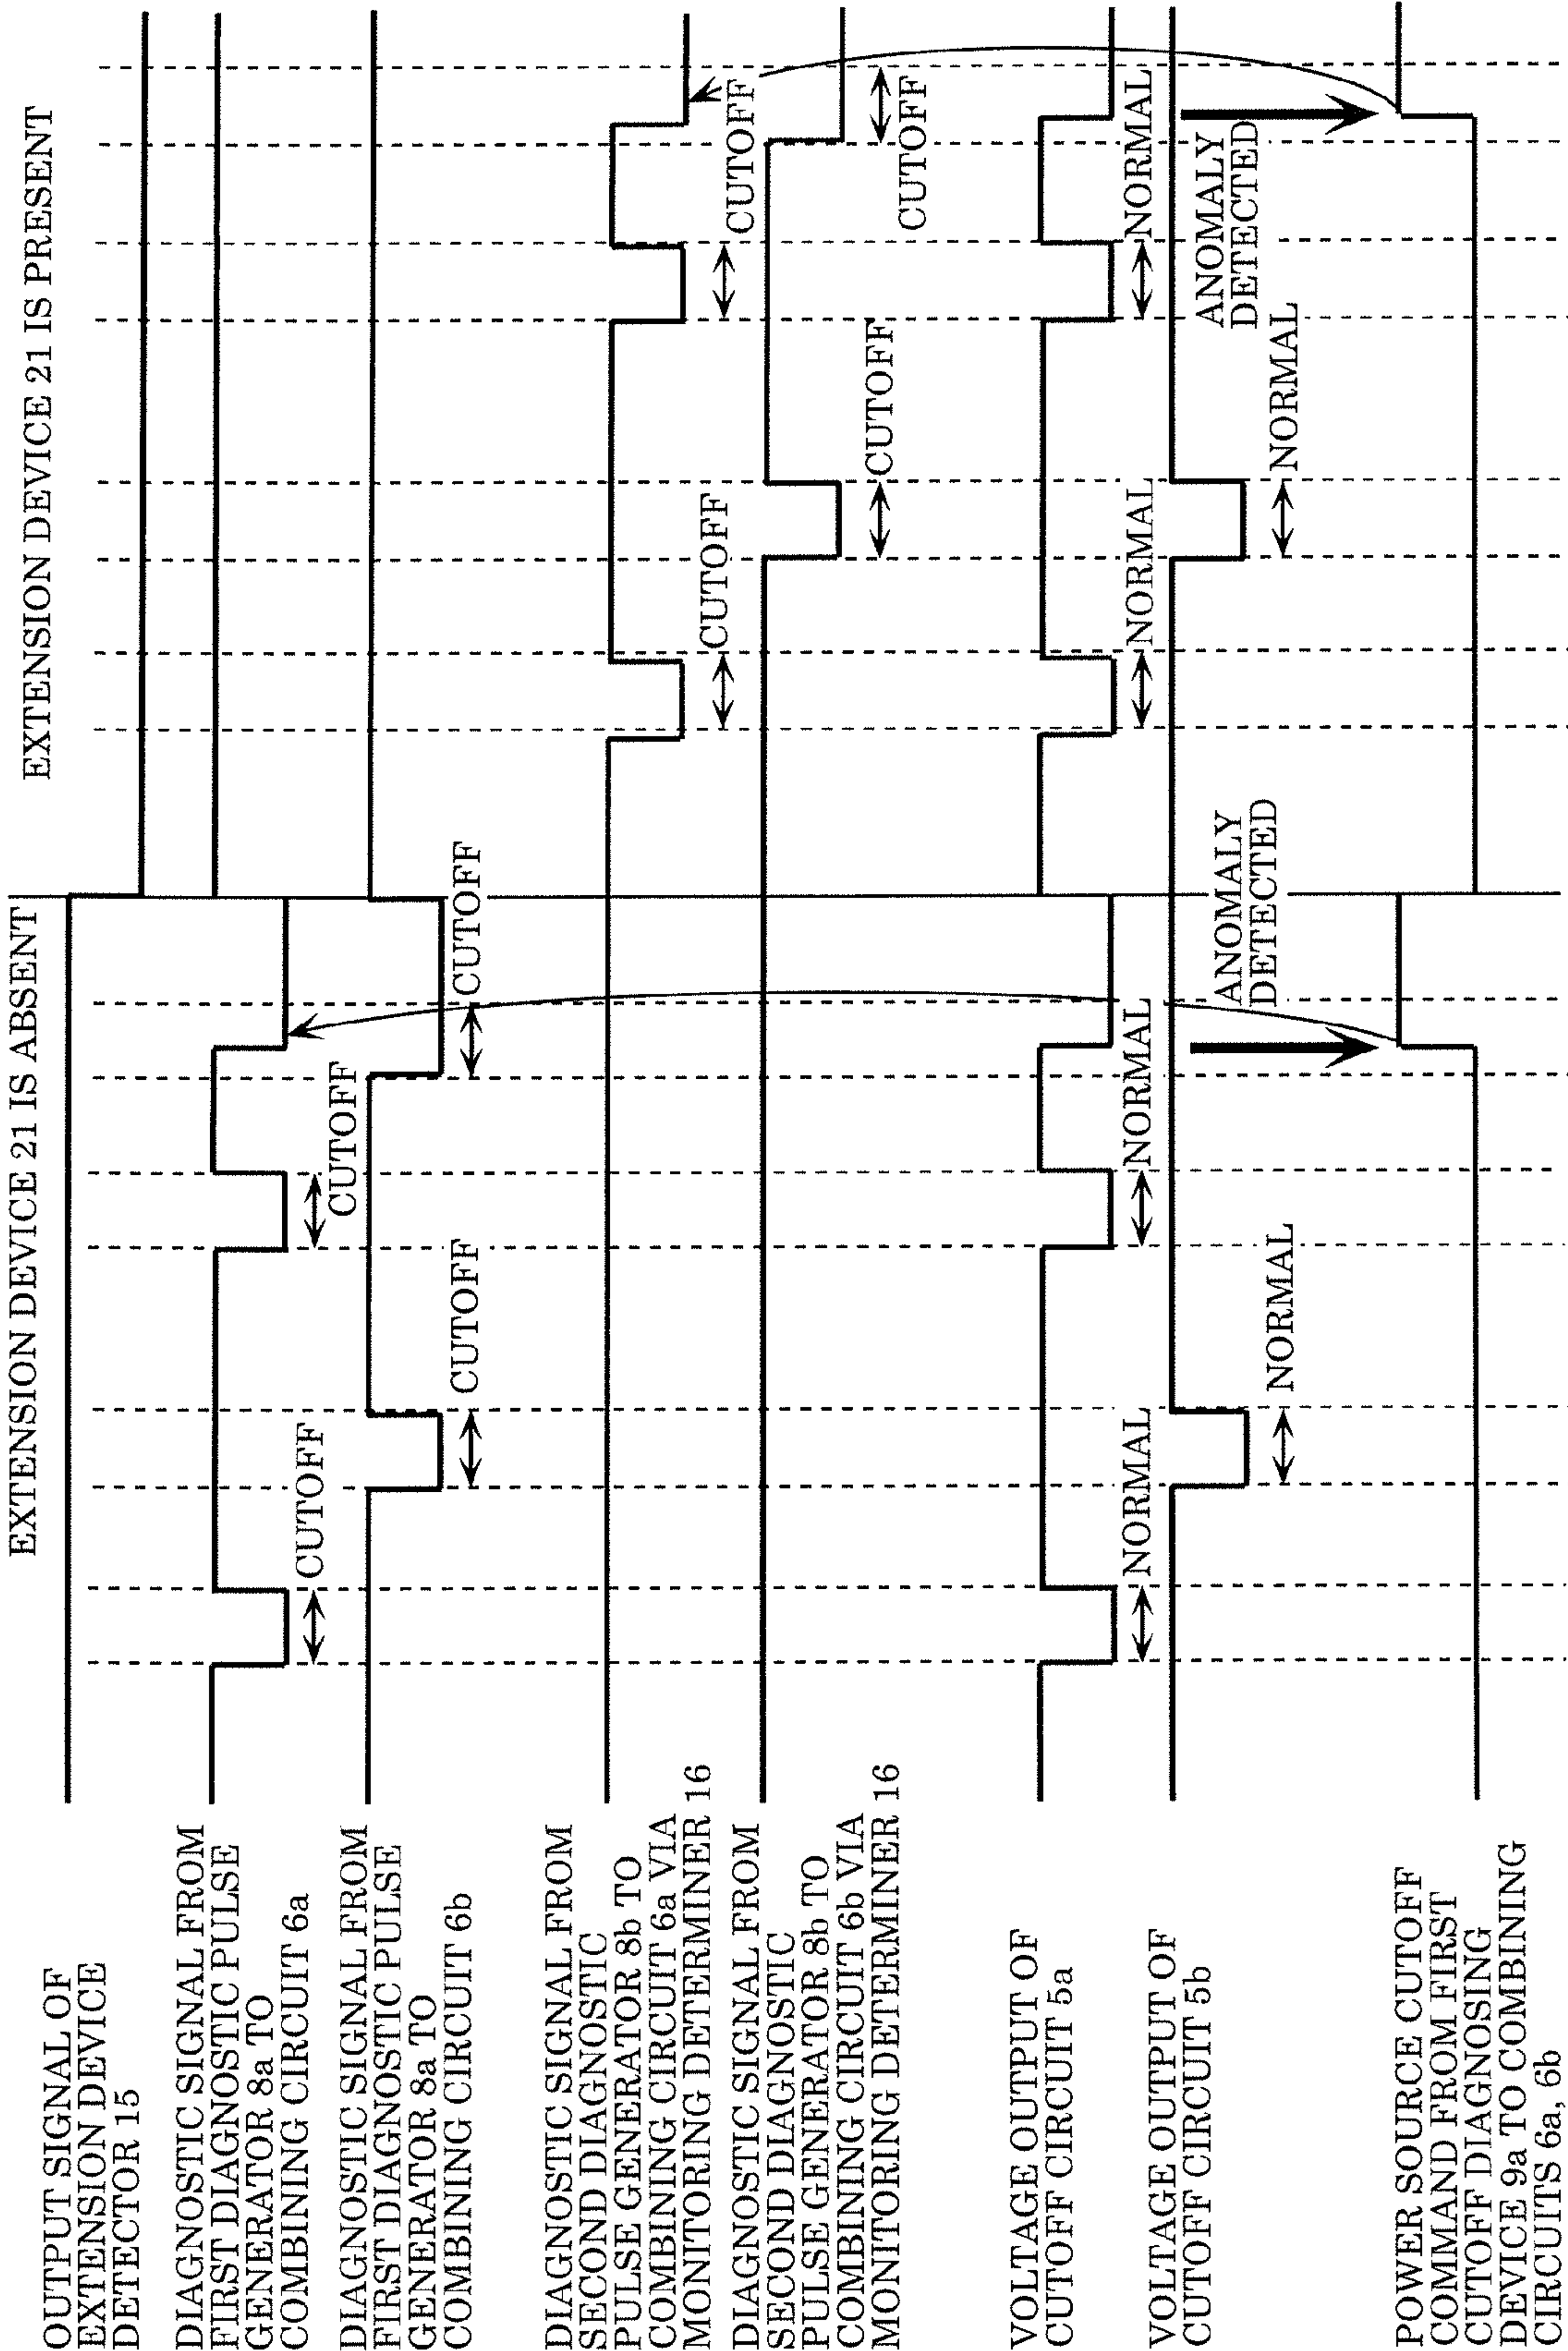 EXTENSION DEVICE 21 IS ABSENT
EXTENSION DEVICE 21 IS PRESENT
OUTPUT SIGNAL OF
EXTENSION DEVICE
DETECTOR 15
DIAGNOSTIC SIGNAL FROM
FIRST DIAGNOSTIC PULSE
GENERATOR 8a TO
COMBINING CIRCUIT 6a
CUTOFF
CUTOFF
DIAGNOSTIC SIGNAL FROM
FIRST DIAGNOSTIC PULSE
GENERATOR 8a TO
COMBINING CIRCUIT 6b
CUTOFF
CUTOFF
DIAGNOSTIC SIGNAL FROM
SECOND DIAGNOSTIC
PULSE GENERATOR 8b TO
COMBINING CIRCUIT 6a VIA
MONITORING DETERMINER 16
CUTOFF
CUTOFF
DIAGNOSTIC SIGNAL FROM
SECOND DIAGNOSTIC
PULSE GENERATOR 8b TO
COMBINING CIRCUIT 6b VIA
MONITORING DETERMINER 16
CUTOFF
CUTOFF
VOLTAGE OUTPUT OF
CUTOFF CIRCUIT 5a
NORMAL
NORMAL
NORMAL
NORMAL
VOLTAGE OUTPUT OF
CUTOFF CIRCUIT 5b
NORMAL
ANOMALY
DETECTED
NORMAL
ANOMALY
DETECTED
POWER SOURCE CUTOFF
COMMAND FROM FIRST
CUTOFF DIAGNOSING
DEVICE 9a TO COMBINING
CIRCUITS 6a, 6b